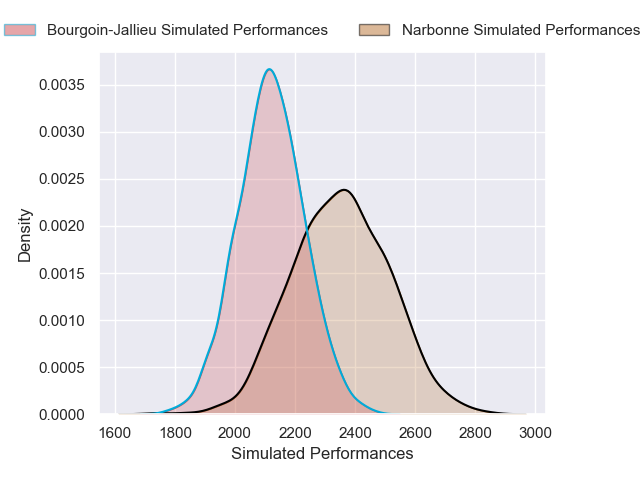 Bourgoin-Jallieu Simulated Performances Narbonne Simulated Performances
0.0035
0.0030
0.0025
0.0020
0.0015
0.0010
0.0005
0.0000
Density
1600 1800 2000 2200 2400 2600 2800 3000
Simulated Performances